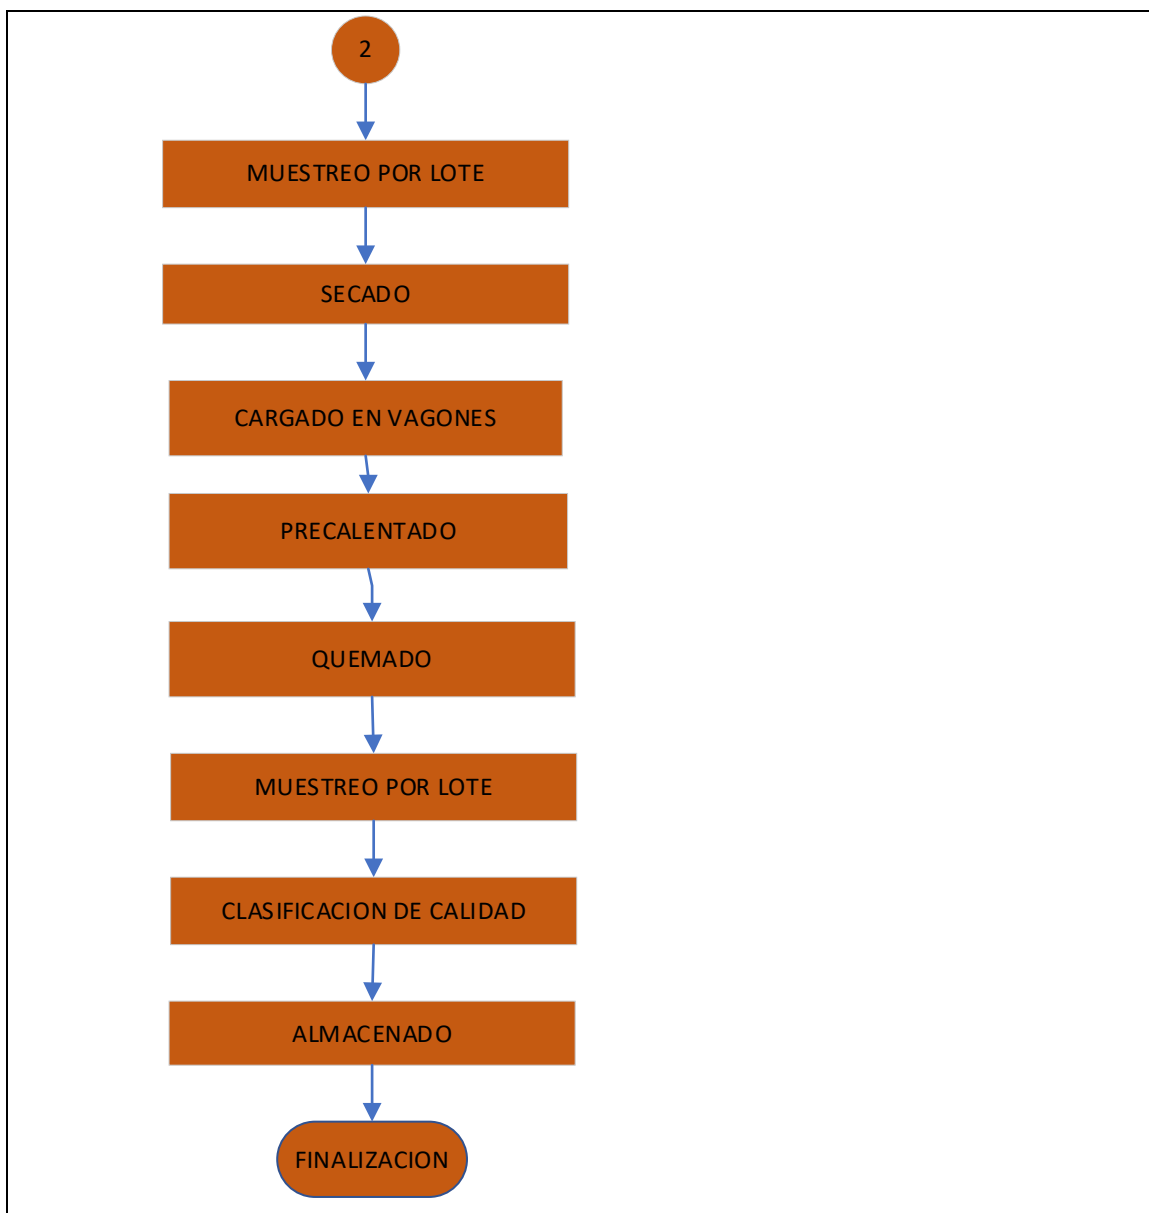 2
MUESTREO POR LOTE
SECADO
CARGADO EN VAGONES
PRECALENTADO
QUEMADO
MUESTREO POR LOTE
CLASIFICACION DE CALIDAD
ALMACENADO
FINALIZACION